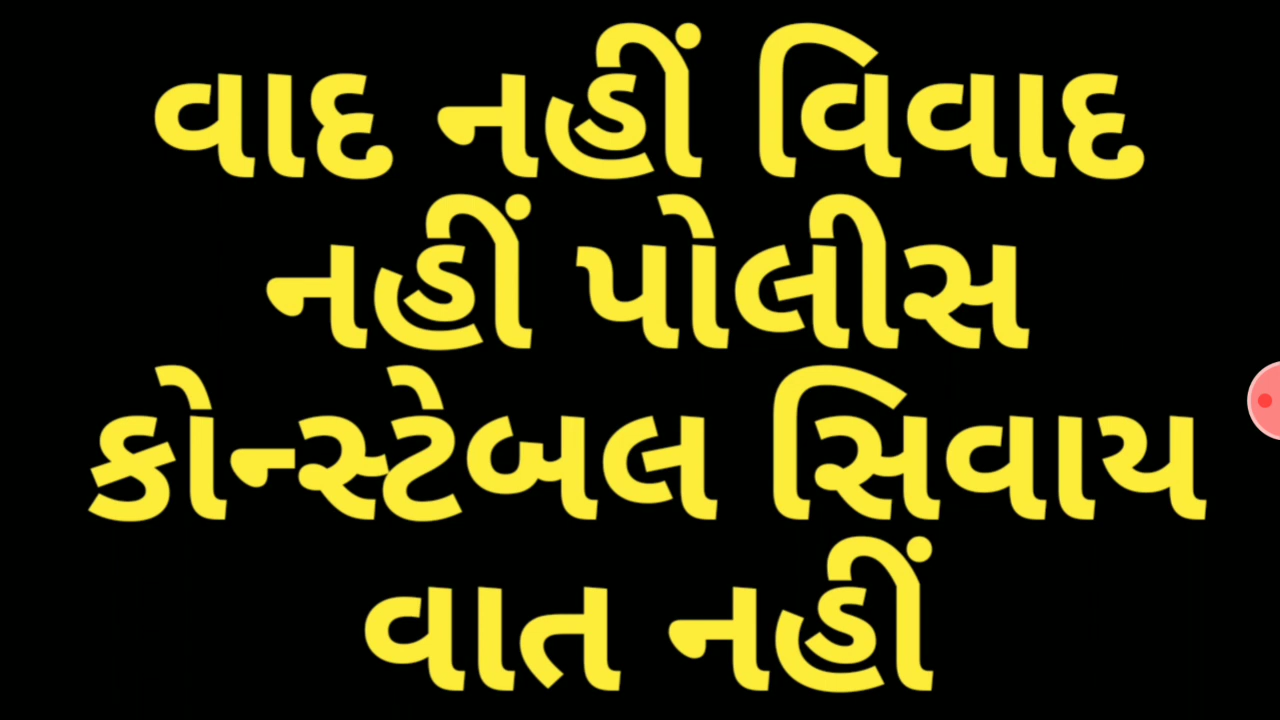 વાદ નહીં વિવાદ
નહીં પોલીસ
કોન્સ્ટેબલ સિવાય
વાત નહીં